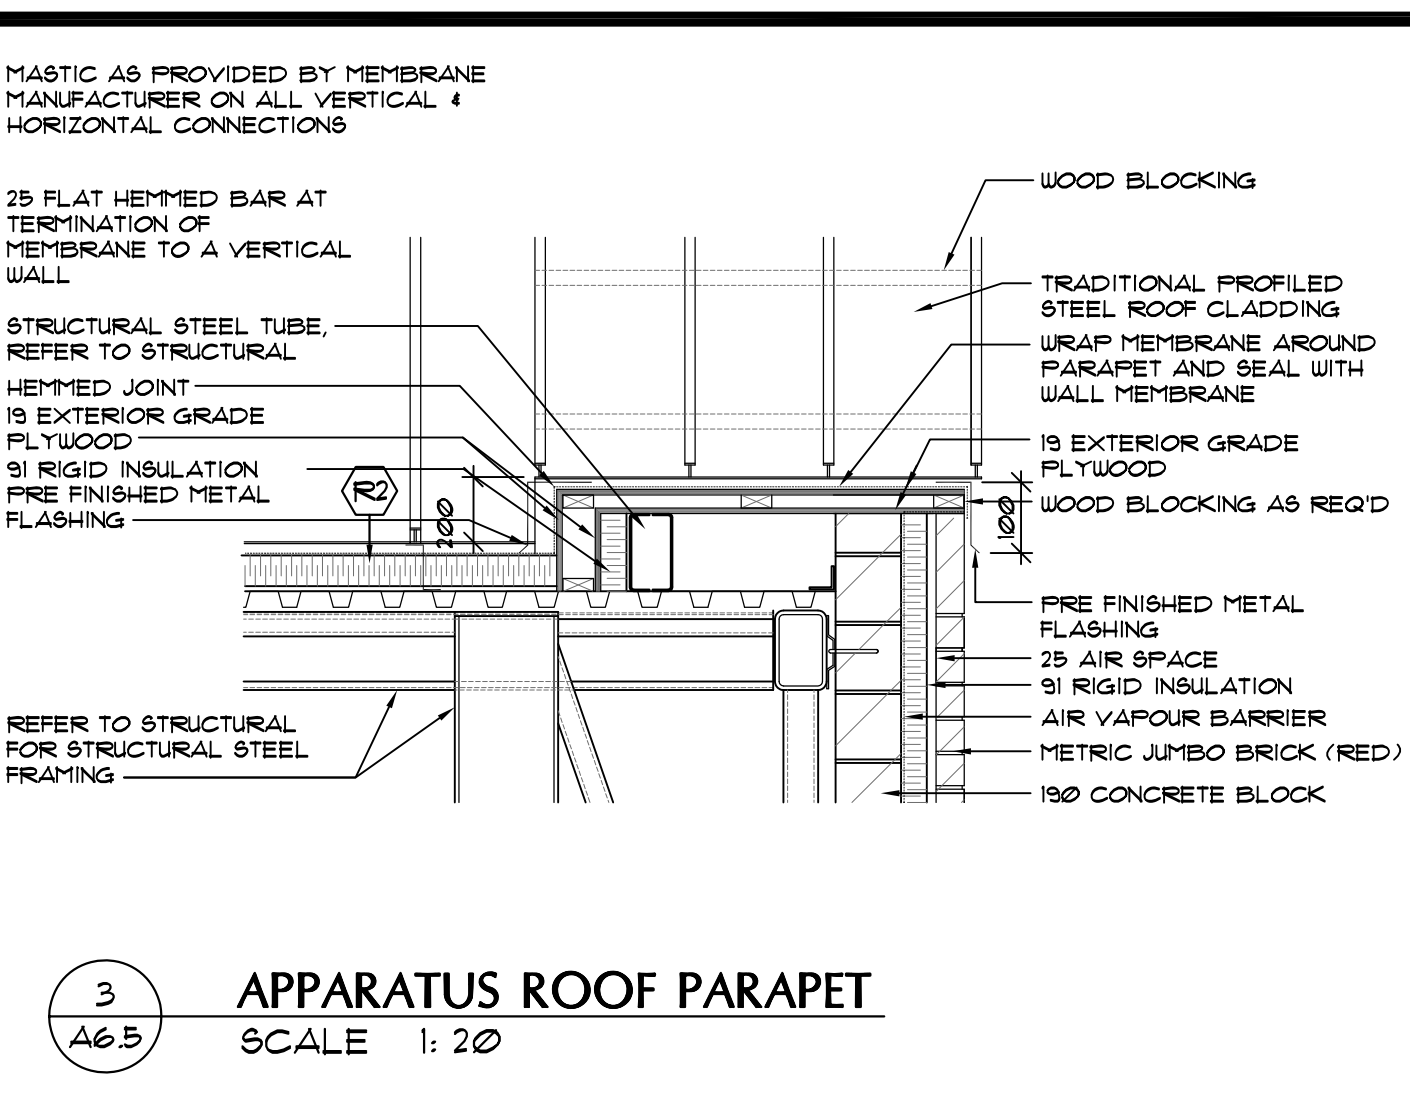 MASTIC AS PROVIDED BY MEMBRANE
MANUFACTURER ON ALL VERTICAL &
HORIZONTAL CONNECTIONS
25 FLAT HEMMED BAR AT
TERMINATION OF
MEMBRANE TO A VERTICAL
WALL
STRUCTURAL STEEL TUBE,
REFER TO STRUCTURAL
HEMMED JOINT
19 EXTERIOR GRADE
PLYWOOD
91 RIGID INSULATION
PRE FINISHED METAL
FLASHING
R2
200
REFER TO STRUCTURAL
FOR STRUCTURAL STEEL
FRAMING
WOOD BLOCKING
TRADITIONAL PROFILED
STEEL ROOF CLADDING
WRAP MEMBRANE AROUND
PARAPET AND SEAL WITH
WALL MEMBRANE
19 EXTERIOR GRADE
PLYWOOD
WOOD BLOCKING AS REQ'D
100
PRE FINISHED METAL
FLASHING
25 AIR SPACE
91 RIGID INSULATION
AIR VAPOUR BARRIER
METRIC JUMBO BRICK (RED)
190 CONCRETE BLOCK
3
A6.5
APPARATUS ROOF PARAPET
SCALE 1: 20